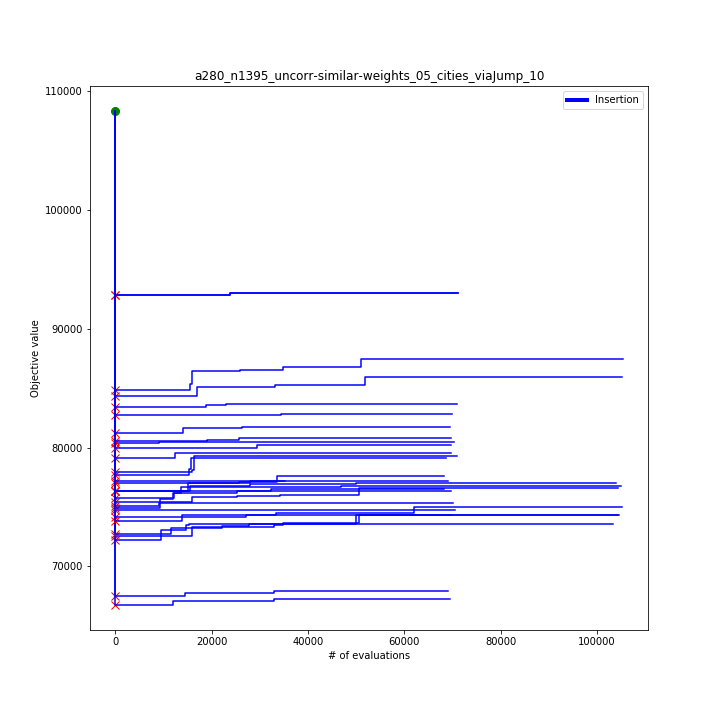 a280_n1395_uncorr-similar-weights_05_cities_viaJump_10
Insertion
110000
100000
90000
80000
70000
Objective value
0 20000 40000 60000 80000 100000
# of evaluations